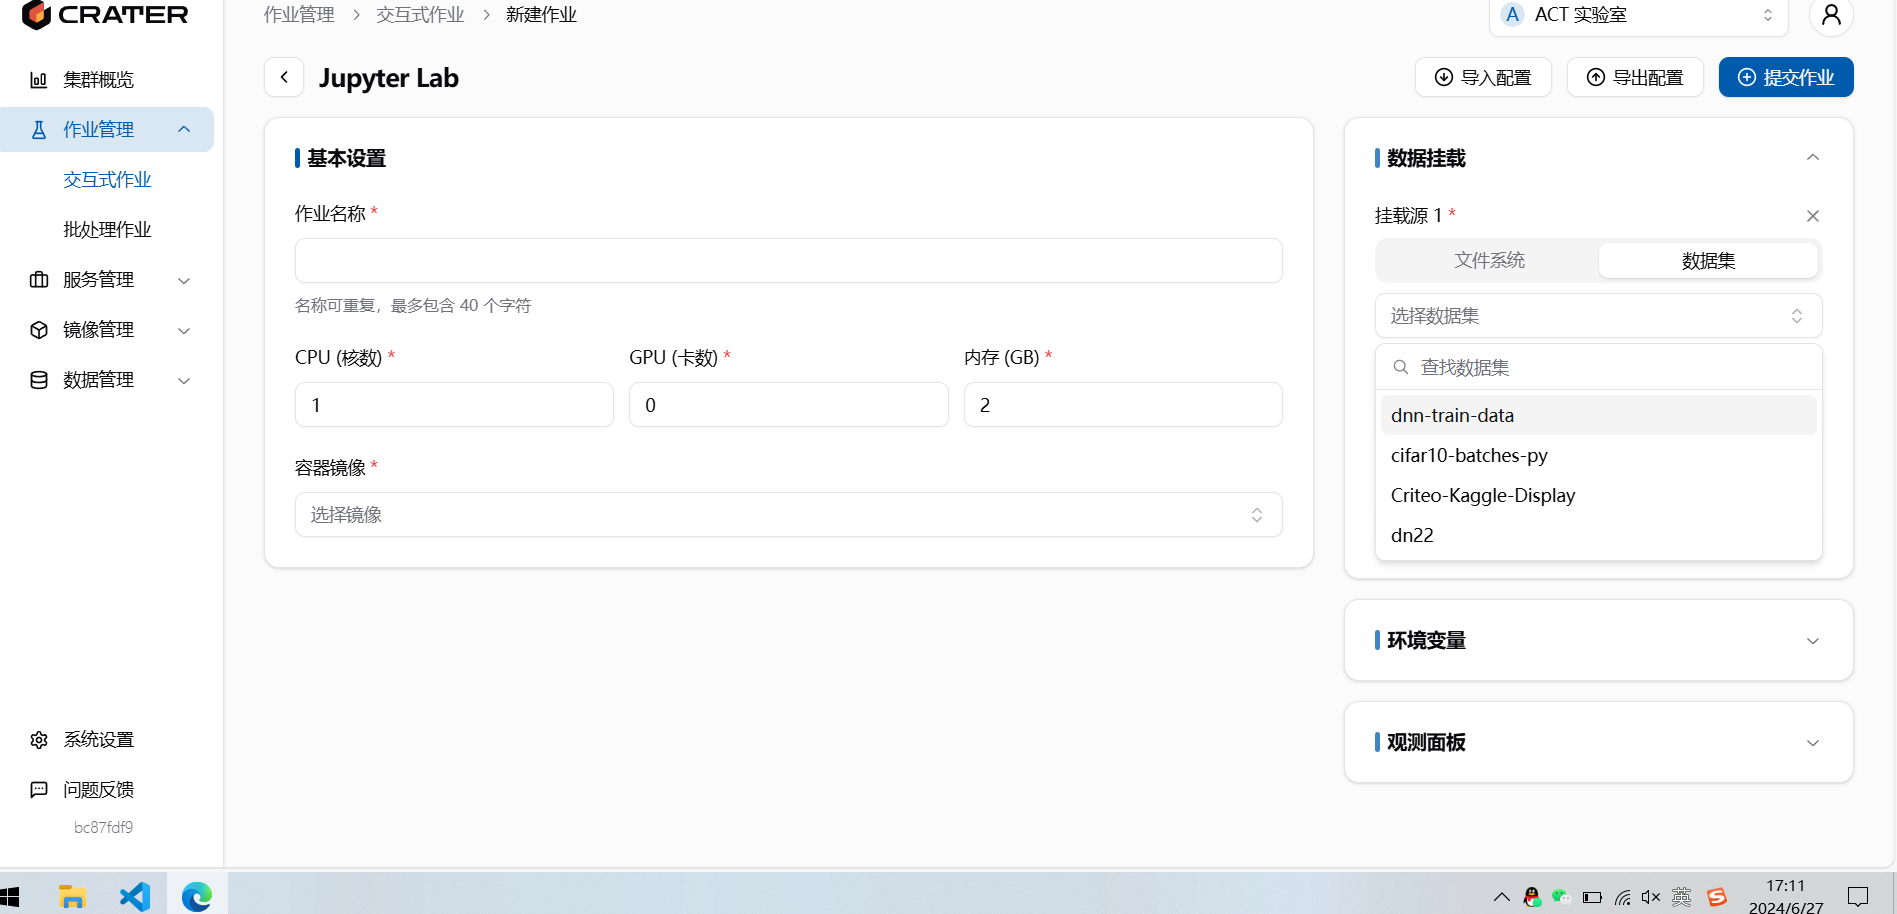 CRATER
作业管理 > 交互式作业 > 新建作业
A ACT 实验室
集群概览
作业管理
交互式作业
批处理作业
服务管理
镜像管理
数据管理
系统设置
问题反馈
bc87fdf9
Jupyter Lab
导入配置
导出配置
提交作业
基本设置
作业名称 *
名称可重复，最多包含 40 个字符
CPU (核数) * GPU (卡数) * 内存 (GB) *
1 0 2
容器镜像 *
选择镜像
数据挂载
挂载源 1 *
文件系统 数据集
选择数据集
查找数据集
dnn-train-data
cifar10-batches-py
Criteo-Kaggle-Display
dn22
环境变量
观测面板
英
17:11
2024/6/27